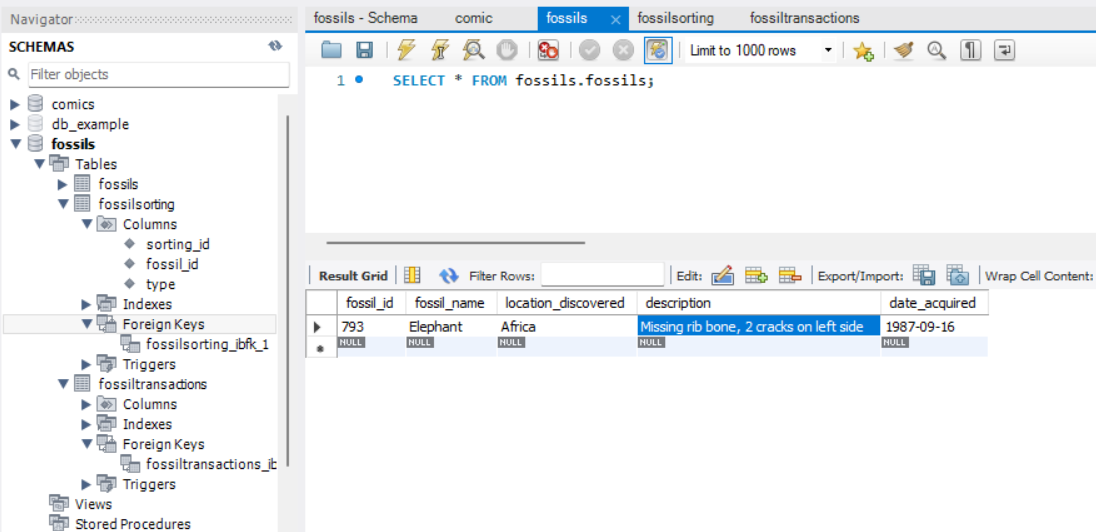 Navigator
SCHEMAS
Filter objects
comics
db_example
fossils
Tables
fossils
fossilsorting
Columns
sorting_id
fossil_id
type
Indexes
Foreign Keys
fossilsorting_ibfk_1
Triggers
fossiltransactions
Columns
Indexes
Foreign Keys
fossiltransactions_ib
Triggers
Views
Stored Procedures
fossils - Schema comic fossils fossilsorting fossiltransactions
Limit to 1000 rows
1 SELECT * FROM fossils.fossils;
Result Grid Filter Rows: Edit: Export/Import: Wrap Cell Content:
fossil_id fossil_name location_discovered description date_acquired
793 Elephant Africa Missing rib bone, 2 cracks on left side 1987-09-16
NULL NULL NULL NULL NULL